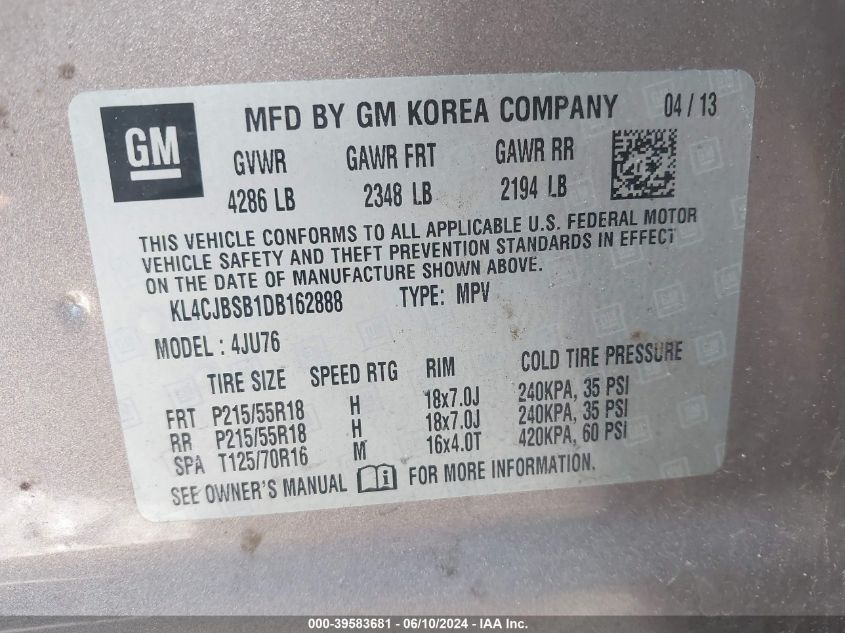 GM
MFD BY GM KOREA COMPANY 04 / 13
GVWR GAWR FRT GAWR RR
4286 LB 2348 LB 2194 LB
THIS VEHICLE CONFORMS TO ALL APPLICABLE U.S. FEDERAL MOTOR
VEHICLE SAFETY AND THEFT PREVENTION STANDARDS IN EFFECT
ON THE DATE OF MANUFACTURE SHOWN ABOVE.
KL4CJBSB1DB162888 TYPE: MPV
MODEL : 4JU76
TIRE SIZE SPEED RTG RIM COLD TIRE PRESSURE
FRT P215/55R18 H 18x7.0J 240KPA, 35 PSI
RR P215/55R18 H 18x7.0J 240KPA, 35 PSI
SPA T125/70R16 M 16x4.0T 420KPA, 60 PSI
SEE OWNER'S MANUAL i FOR MORE INFORMATION.
000-39583681 - 06/10/2024 - IAA Inc.